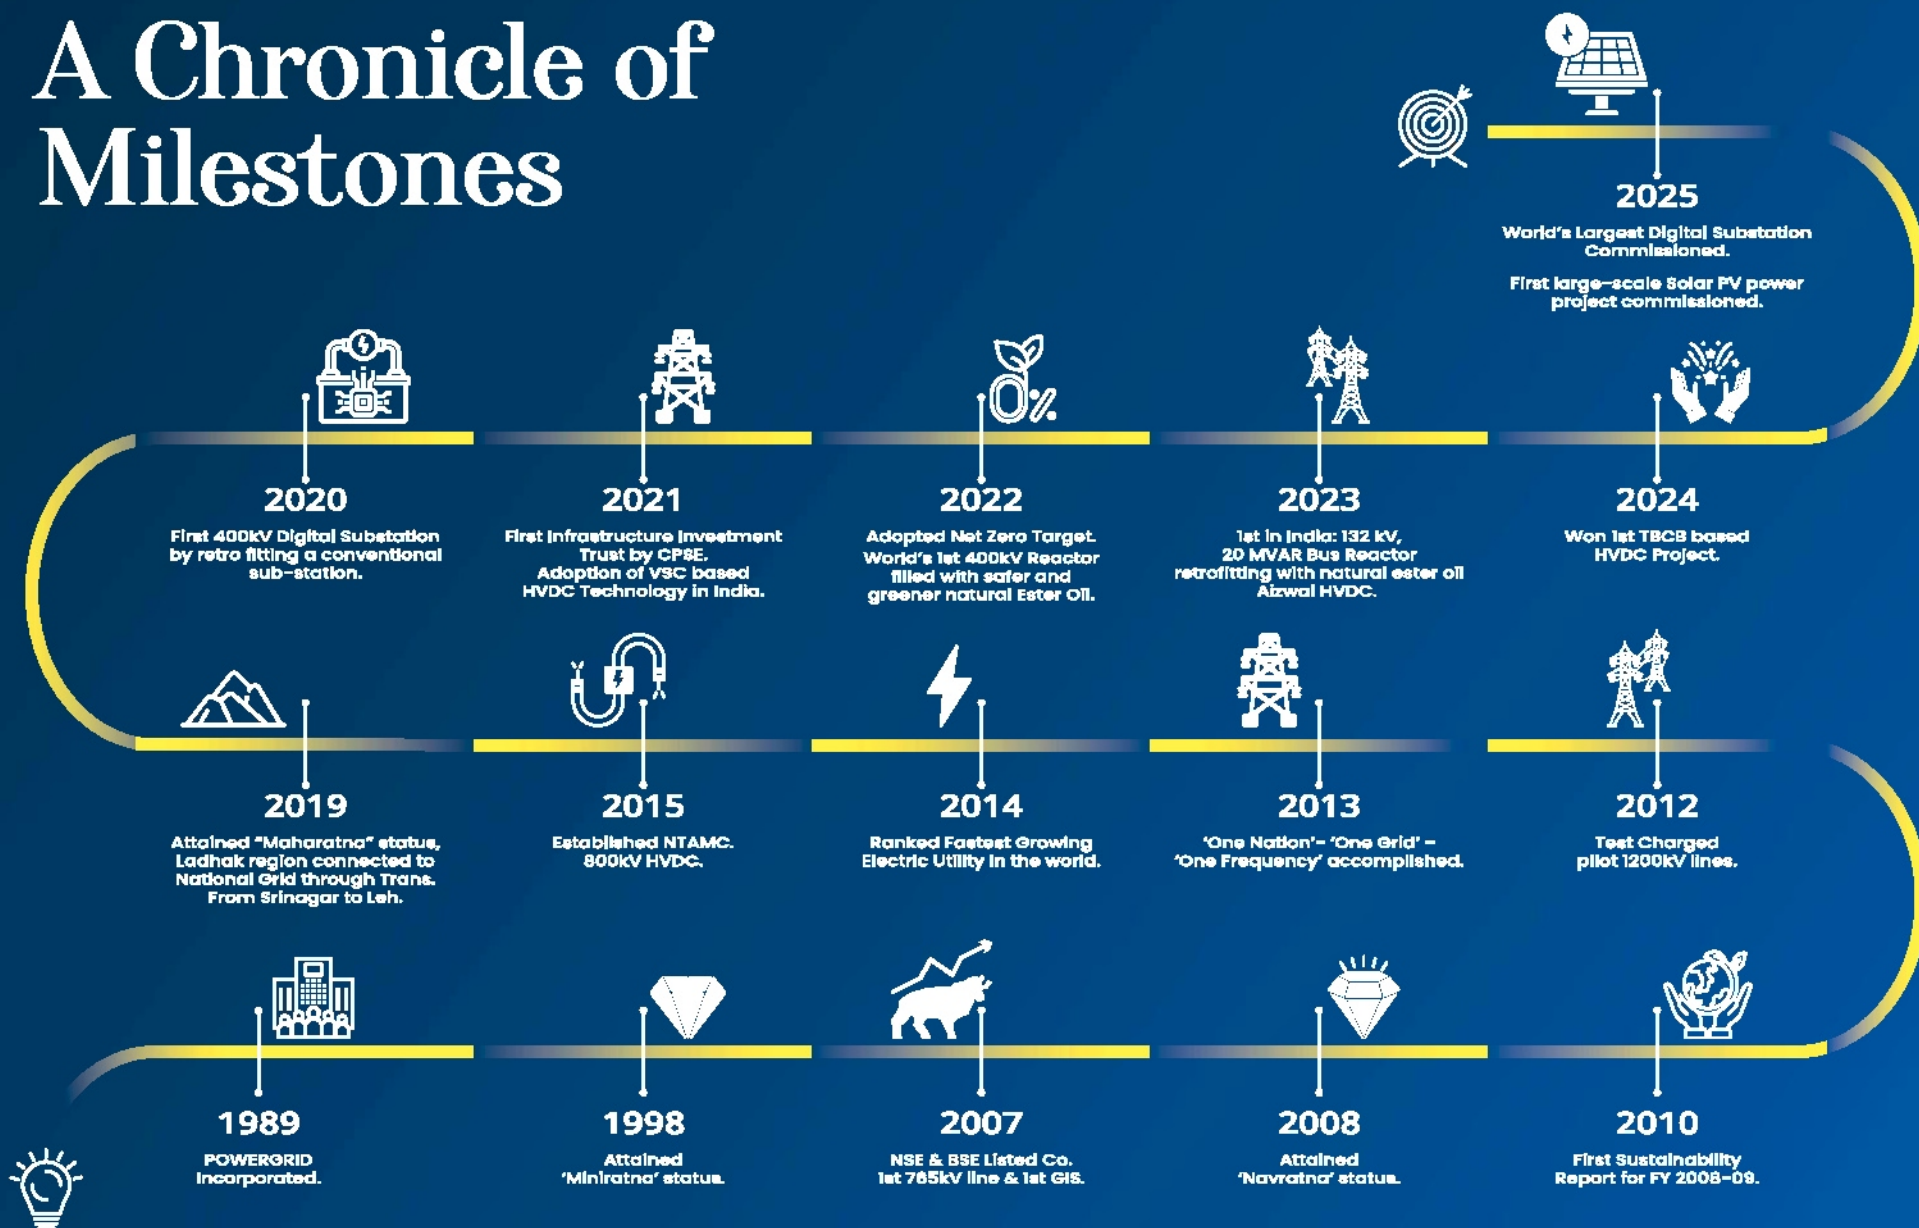 A Chronicle of
Milestones
2025
World's Largest Digital Substation
Commissioned.
First large-scale Solar PV power
project commissioned.
2020
First 400kV Digital Substation
by retro fitting a conventional
sub-station.
2021
First Infrastructure Investment
Trust by CPSE.
Adoption of VSC based
HVDC Technology in India.
2022
Adopted Net Zero Target.
World's 1st 400kV Reactor
filled with safer and
greener natural Ester Oil.
2023
1st in India: 132 kV,
20 MVAR Bus Reactor
retrofitting with natural ester oil
Aizwal HVDC.
2024
Won 1st TBCB based
HVDC Project.
2019
Attained "Maharatna" status,
Ladhak region connected to
National Grid through Trans.
From Srinagar to Leh.
2015
Established NTAMC.
800kV HVDC.
2014
Ranked Fastest Growing
Electric Utility in the world.
2013
'One Nation'- 'One Grid' -
'One Frequency' accomplished.
2012
Test Charged
pilot 1200kV lines.
1989
POWERGRID
Incorporated.
1998
Attained
'Miniratna' status.
2007
NSE & BSE Listed Co.
1st 765kV line & 1st GIS.
2008
Attained
'Navratna' status.
2010
First Sustainability
Report for FY 2008-09.